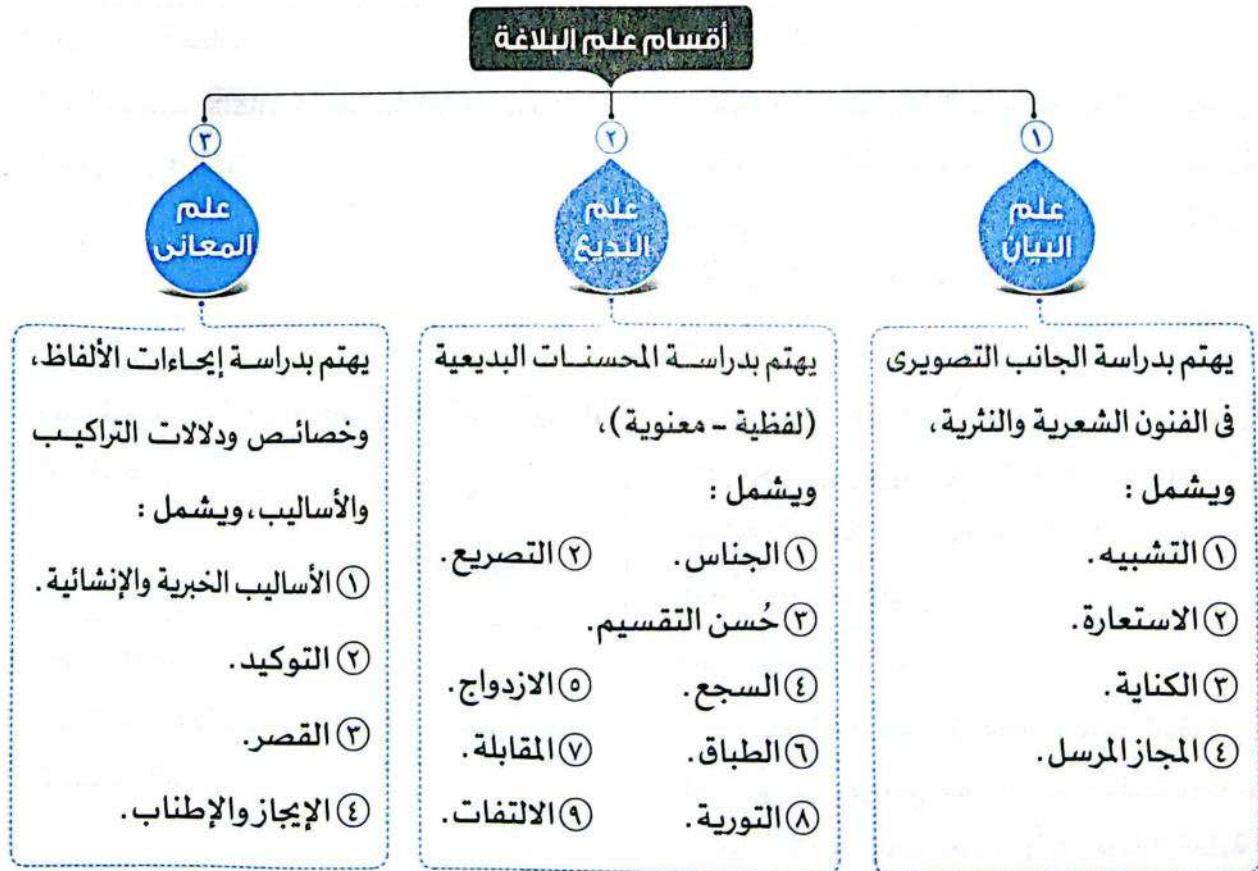 أقسام علم البلاغة
١
علم
البيان
يهتم بدراسة الجانب التصويرى
فى الفنون الشعرية والنثرية،
ويشمل :
١ التشبيه.
٢ الاستعارة.
٣ الكناية.
٤ المجاز المرسل.
٢
علم
البديع
يهتم بدراسة المحسنات البديعية
(لفظية - معنوية)،
ويشمل :
١ الجناس. ٢ التصريع.
٣ حُسن التقسيم.
٤ السجع. ٥ الازدواج.
٦ الطباق. ٧ المقابلة.
٨ التورية. ٩ الالتفات.
٣
علم
المعانى
يهتم بدراسة إيحاءات الألفاظ،
وخصائص ودلالات التراكيب
والأساليب، ويشمل :
١ الأساليب الخبرية والإنشائية.
٢ التوكيد.
٣ القصر.
٤ الإيجاز والإطناب.